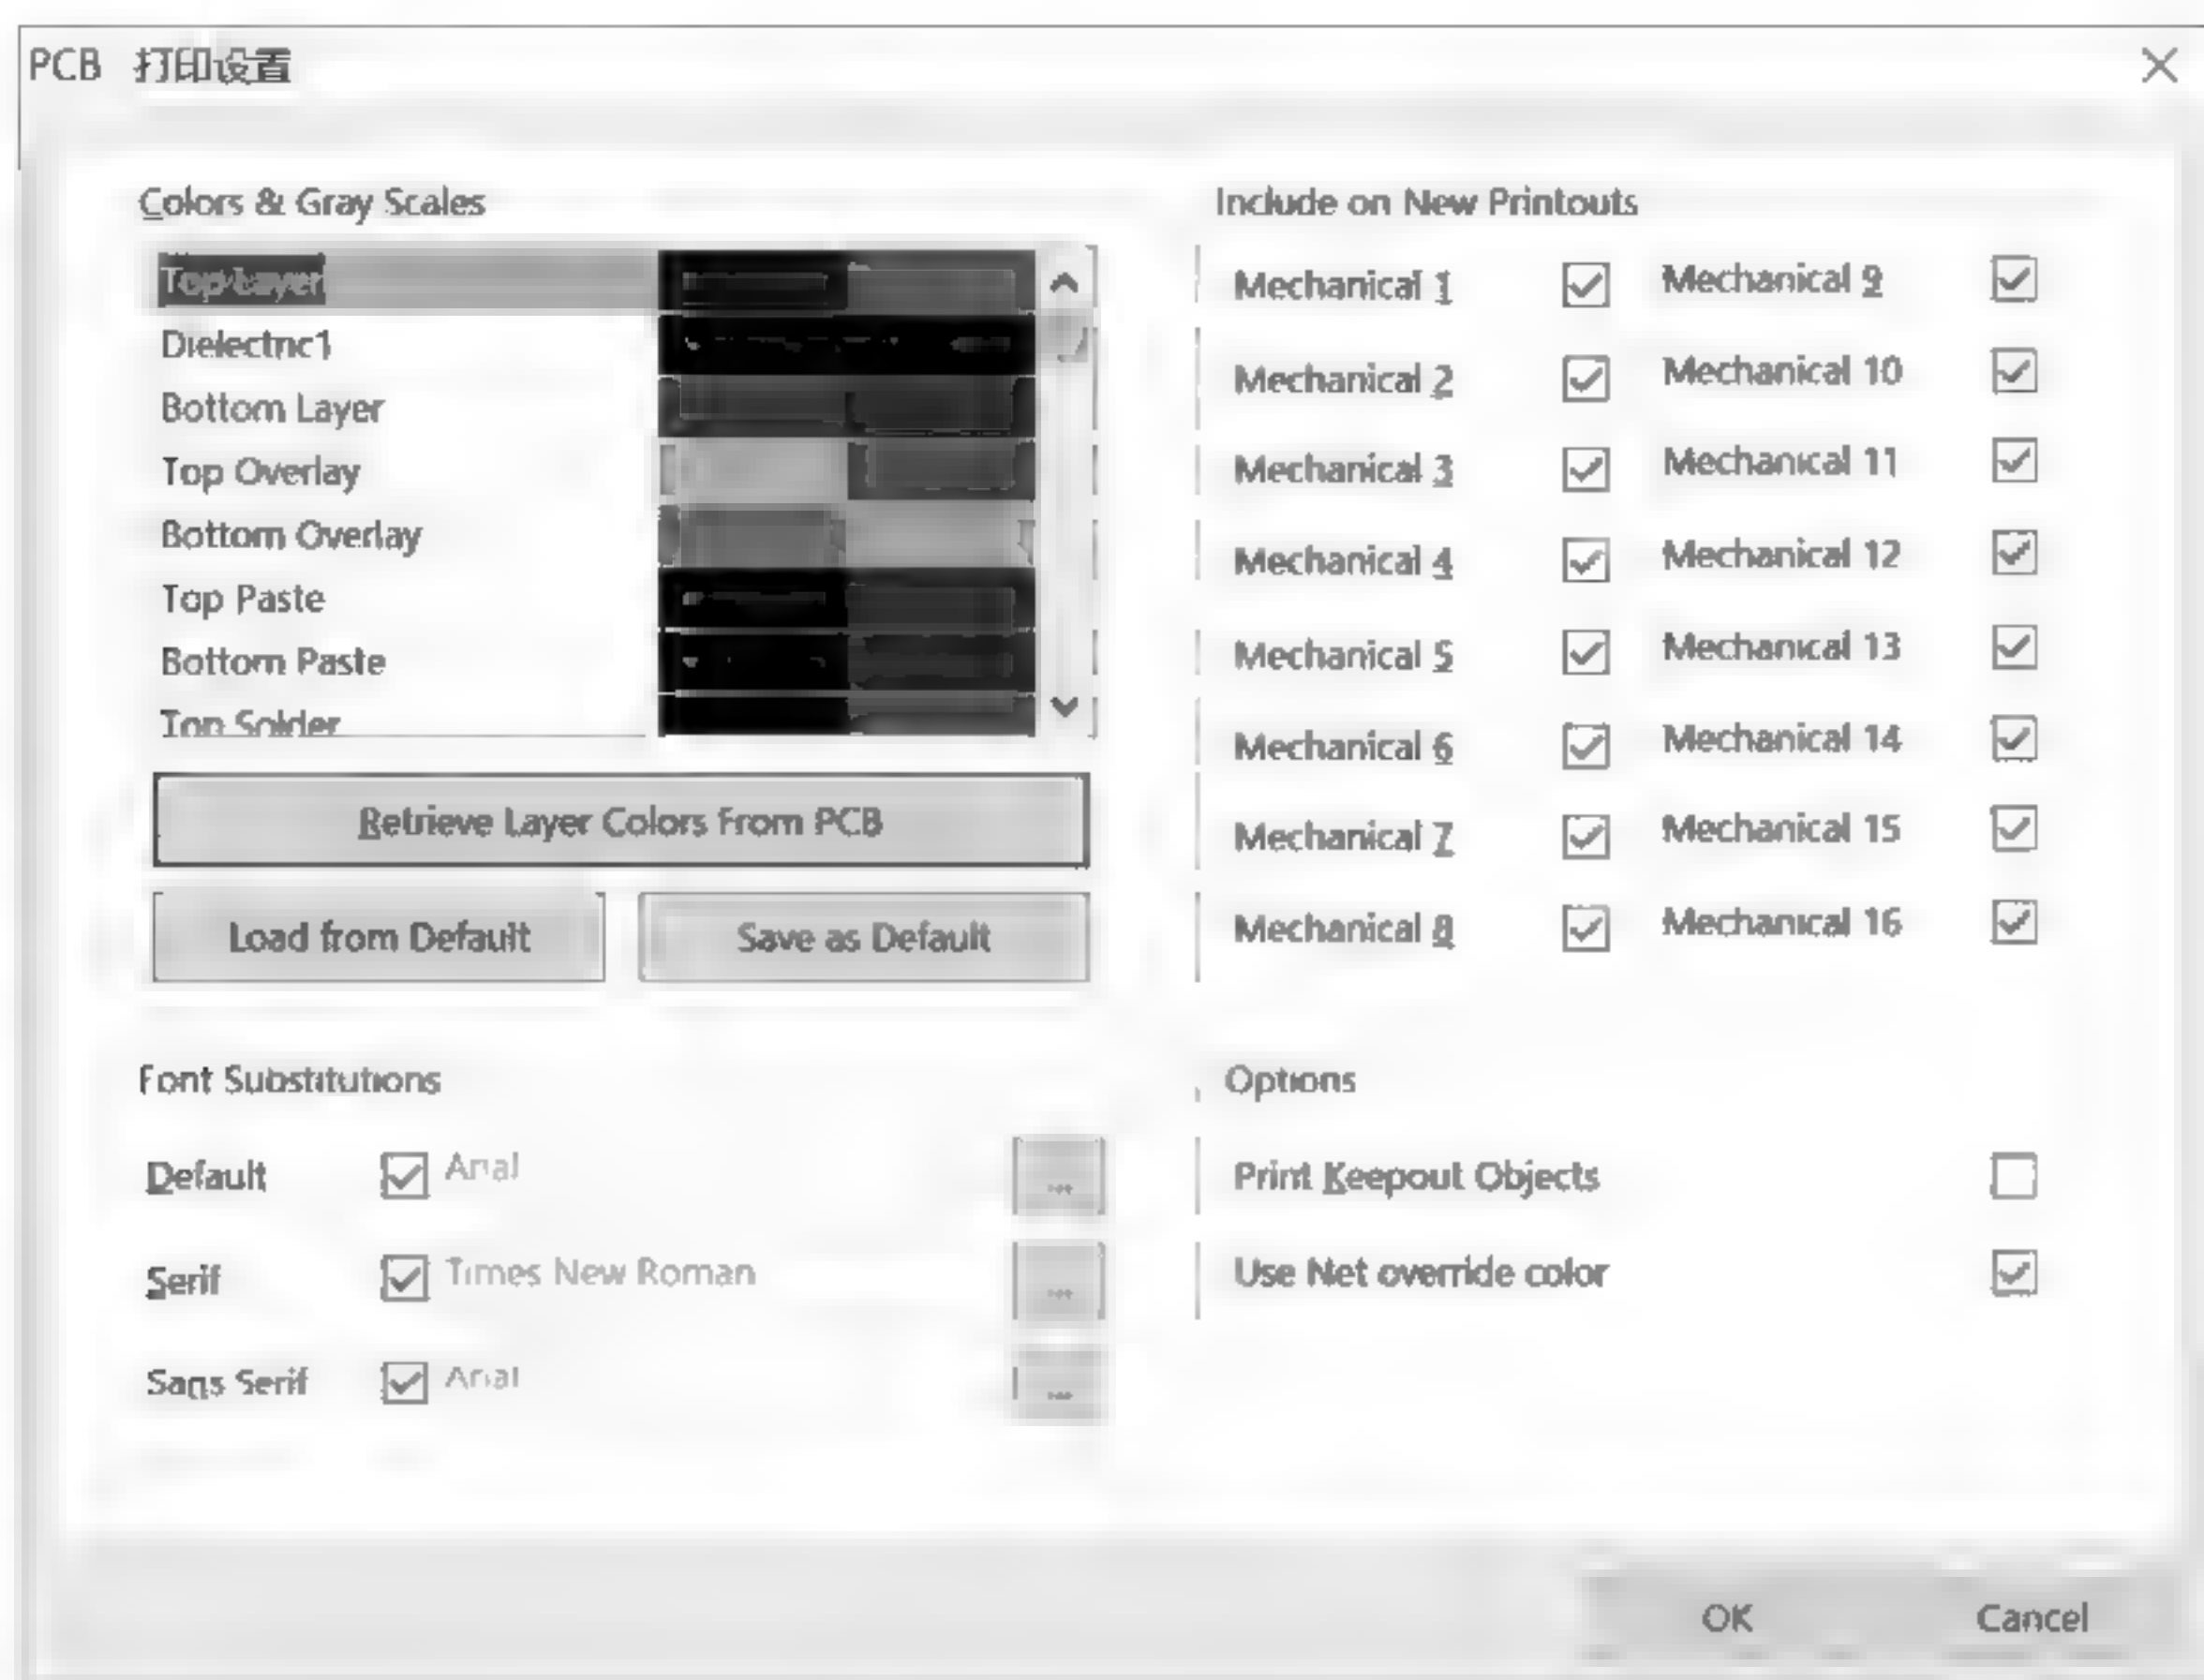 PCB 打印设置
Colors & Gray Scales
Top Layer
Dielectric1
Bottom Layer
Top Overlay
Bottom Overlay
Top Paste
Bottom Paste
Top Solder
Retrieve Layer Colors From PCB
Load from Default
Save as Default
Include on New Printouts
Mechanical 1
Mechanical 9
Mechanical 2
Mechanical 10
Mechanical 3
Mechanical 11
Mechanical 4
Mechanical 12
Mechanical 5
Mechanical 13
Mechanical 6
Mechanical 14
Mechanical 7
Mechanical 15
Mechanical 8
Mechanical 16
Font Substitutions
Default
Arial
...
Serif
Times New Roman
...
Sans Serif
Arial
...
Options
Print Keepout Objects
Use Net override color
OK
Cancel